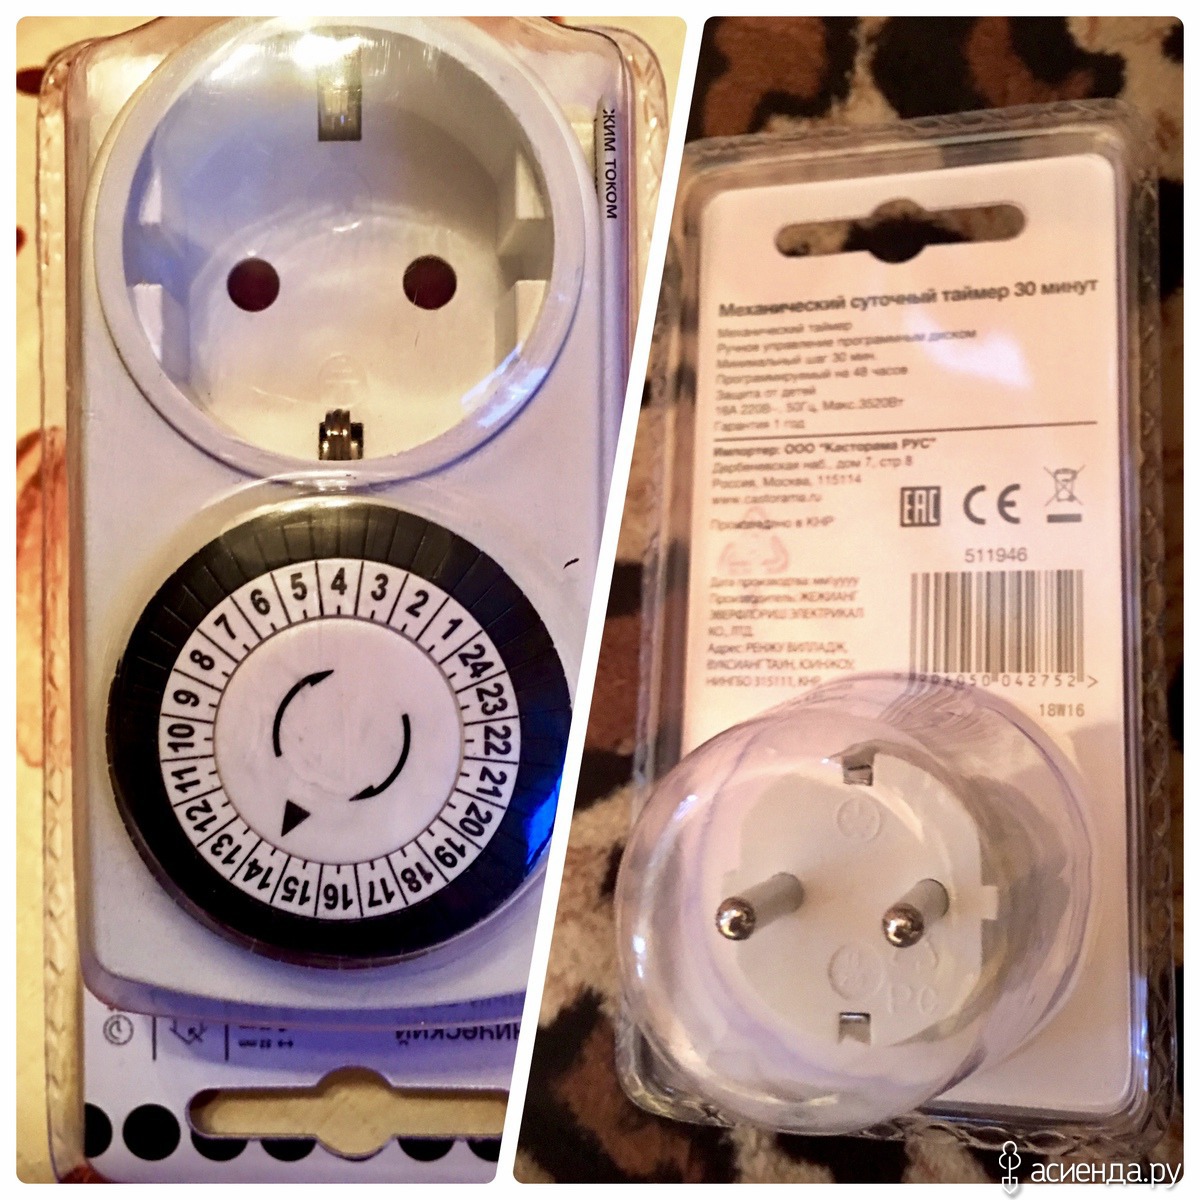 жим током
5 4 3 2 1 24 23 22 21 20 19 18 17 16 15 14 13 12 11 10 9 8 7 6
Механический суточный таймер 30 минут
Механический таймер
Ручное управление программным диском
Минимальный шаг 30 мин.
Программируемый на 48 часов
Защита от детей
16А 220В~, 50Гц, Макс.3520Вт
Гарантия 1 год
Импортер: ООО "Касторама РУС"
Дербеневская наб., дом 7, стр 8
Россия, Москва, 115114
www.castorama.ru
Произведено в КНР
EAC CE
511946
Дата производства: мм/гггг
Производитель: ЖЕЖИАНГ
ЭВЕРФЛОРИШ ЭЛЕКТРИКАЛ
КО., ЛТД.
Адрес: РЕНЖУ ВИЛЛАДЖ,
ВУКСИАНГТАУН,
НИНГБО 315111, КНР
042752 >
18W16
асиенда.ру